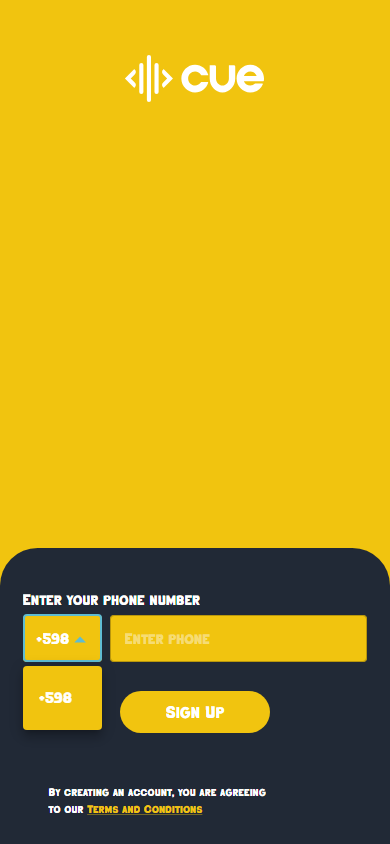 cue
Enter your phone number
+598 Enter phone
+598
Sign Up
By creating an account, you are agreeing
to our Terms and Conditions